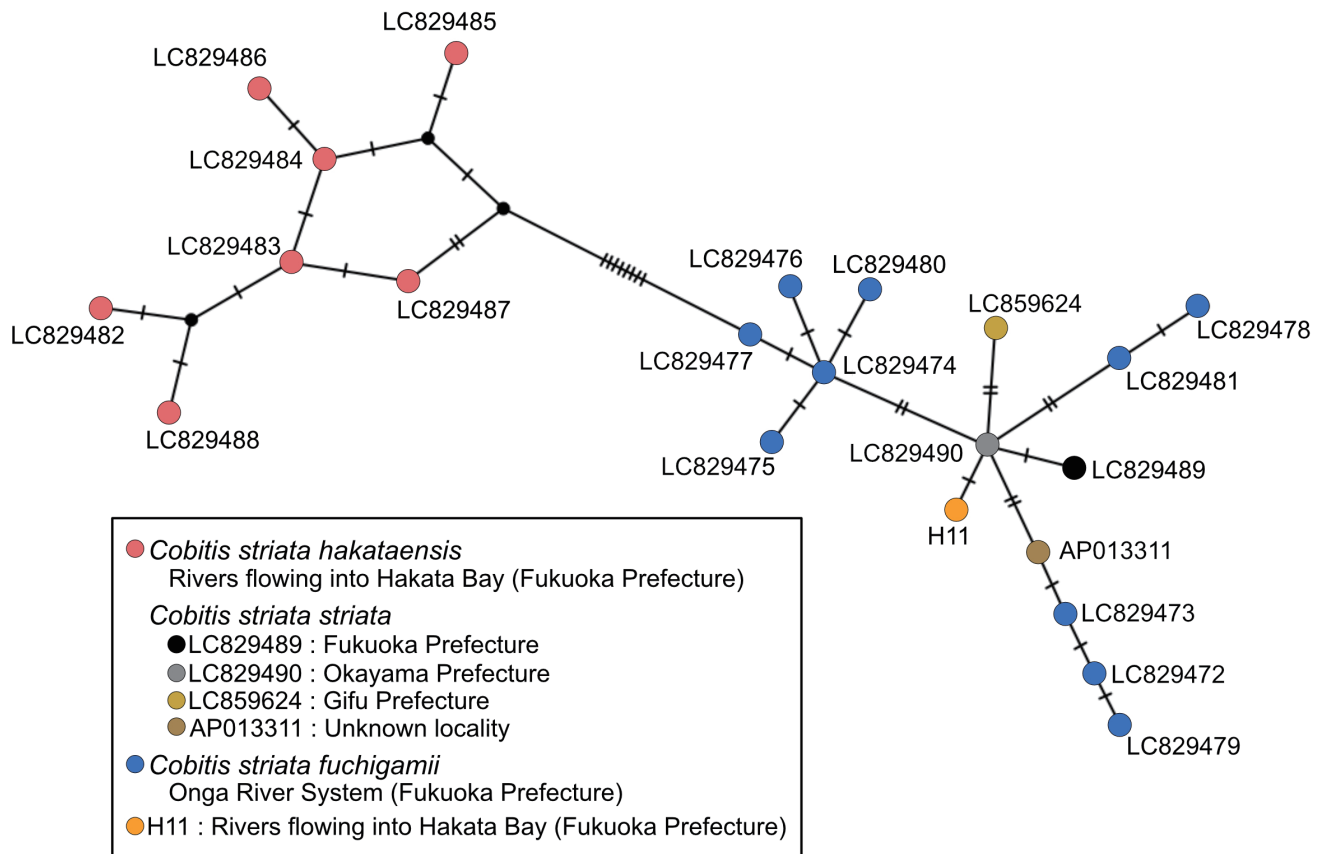 LC829485
LC829486
LC829484
LC829483
LC829476
LC829480
LC859624
LC829487
LC829478
LC829482
LC829477
LC829474
LC829481
LC829488
LC829475
LC829490
LC829489
H11
AP013311
LC829473
LC829472
LC829479
Cobitis striata hakataensis
Rivers flowing into Hakata Bay (Fukuoka Prefecture)
Cobitis striata striata
LC829489 : Fukuoka Prefecture
LC829490 : Okayama Prefecture
LC859624 : Gifu Prefecture
AP013311 : Unknown locality
Cobitis striata fuchigamii
Onga River System (Fukuoka Prefecture)
H11 : Rivers flowing into Hakata Bay (Fukuoka Prefecture)